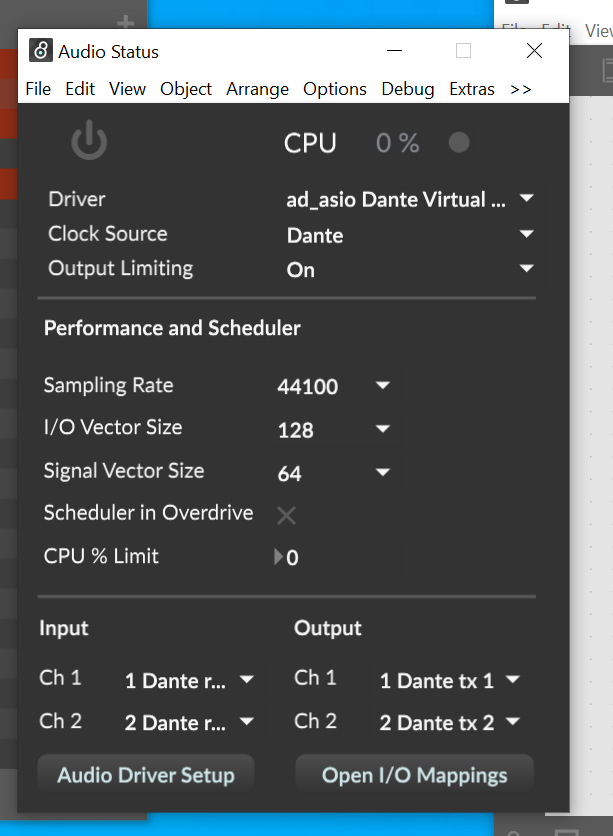 File Edit View
Audio Status
File Edit View Object Arrange Options Debug Extras >>
CPU 0 %
Driver ad_asio Dante Virtual ...
Clock Source Dante
Output Limiting On
Performance and Scheduler
Sampling Rate 44100
I/O Vector Size 128
Signal Vector Size 64
Scheduler in Overdrive
CPU % Limit 0
Input Output
Ch 1 1 Dante r... Ch 1 1 Dante tx 1
Ch 2 2 Dante r... Ch 2 2 Dante tx 2
Audio Driver Setup Open I/O Mappings